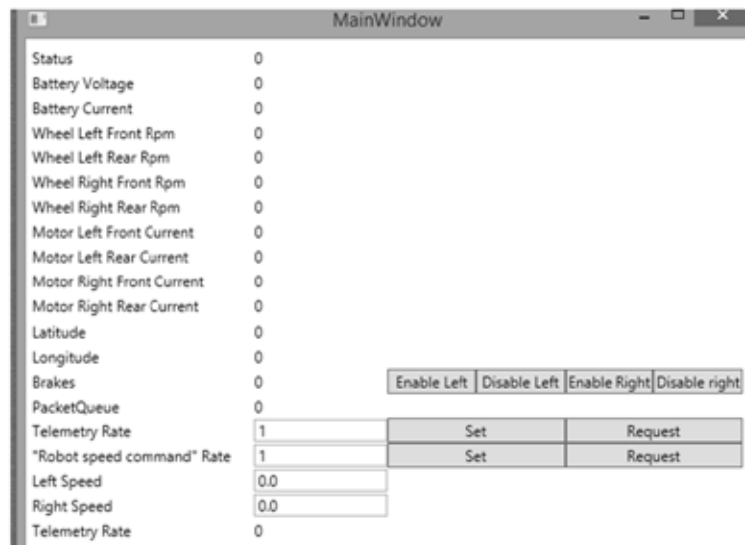 MainWindow
Status 0
Battery Voltage 0
Battery Current 0
Wheel Left Front Rpm 0
Wheel Left Rear Rpm 0
Wheel Right Front Rpm 0
Wheel Right Rear Rpm 0
Motor Left Front Current 0
Motor Left Rear Current 0
Motor Right Front Current 0
Motor Right Rear Current 0
Latitude 0
Longitude 0
Brakes 0 Enable Left Disable Left Enable Right Disable right
PacketQueue 0
Telemetry Rate 1 Set Request
"Robot speed command" Rate 1 Set Request
Left Speed 0.0
Right Speed 0.0
Telemetry Rate 0